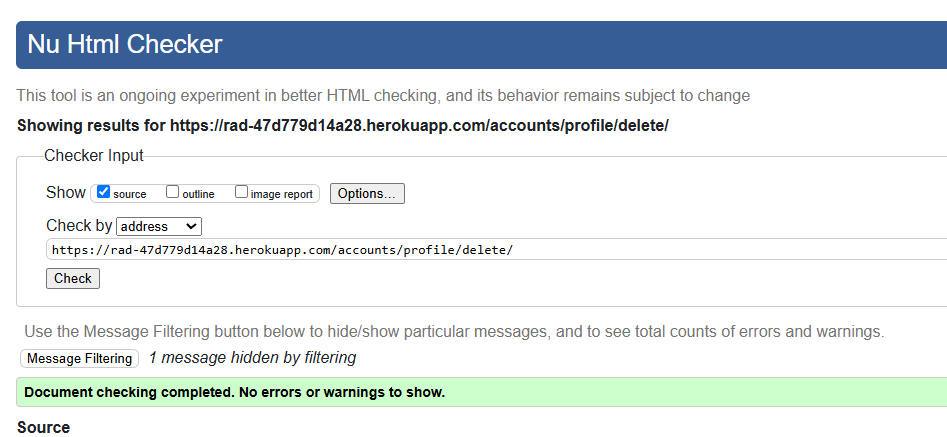 Nu Html Checker
This tool is an ongoing experiment in better HTML checking, and its behavior remains subject to change
Showing results for https://rad-47d779d14a28.herokuapp.com/accounts/profile/delete/
Checker Input
Show source outline image report Options...
Check by address
https://rad-47d779d14a28.herokuapp.com/accounts/profile/delete/
Check
Use the Message Filtering button below to hide/show particular messages, and to see total counts of errors and warnings.
Message Filtering 1 message hidden by filtering
Document checking completed. No errors or warnings to show.
Source